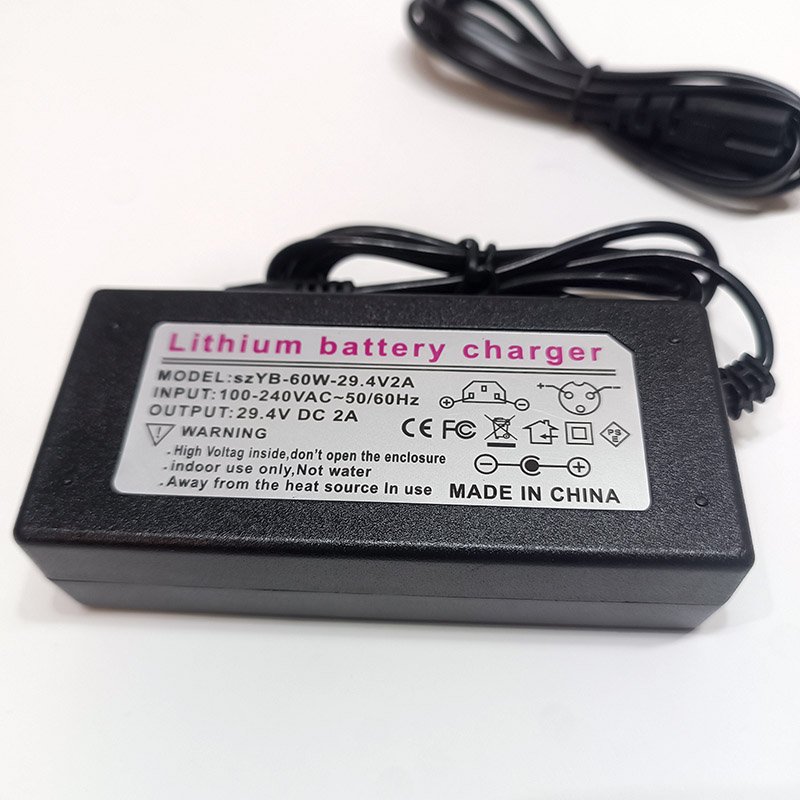 Lithium battery charger
MODEL:szYB-60W-29.4V2A
INPUT:100-240VAC~50/60Hz
OUTPUT:29.4V DC 2A
WARNING
.High Voltag inside,don't open the enclosure
.indoor use only,Not water
.Away from the heat source In use
CE FC
PS
E
MADE IN CHINA